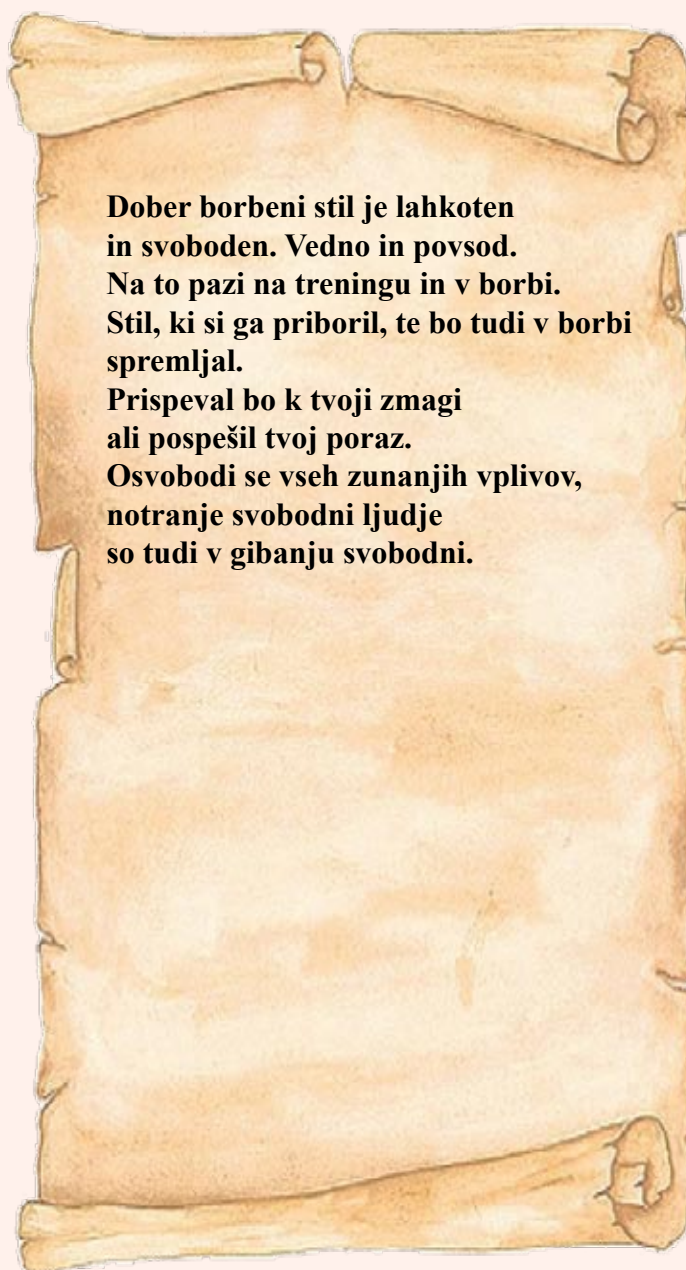 Dober borbeni stil je lahkoten
in svoboden. Vedno in povsod.
Na to pazi na treningu in v borbi.
Stil, ki si ga priboril, te bo tudi v borbi
spremljal.
Prispeval bo k tvoji zmagi
ali pospešil tvoj poraz.
Osvobodi se vseh zunanjih vplivov,
notranje svobodni ljudje
so tudi v gibanju svobodni.